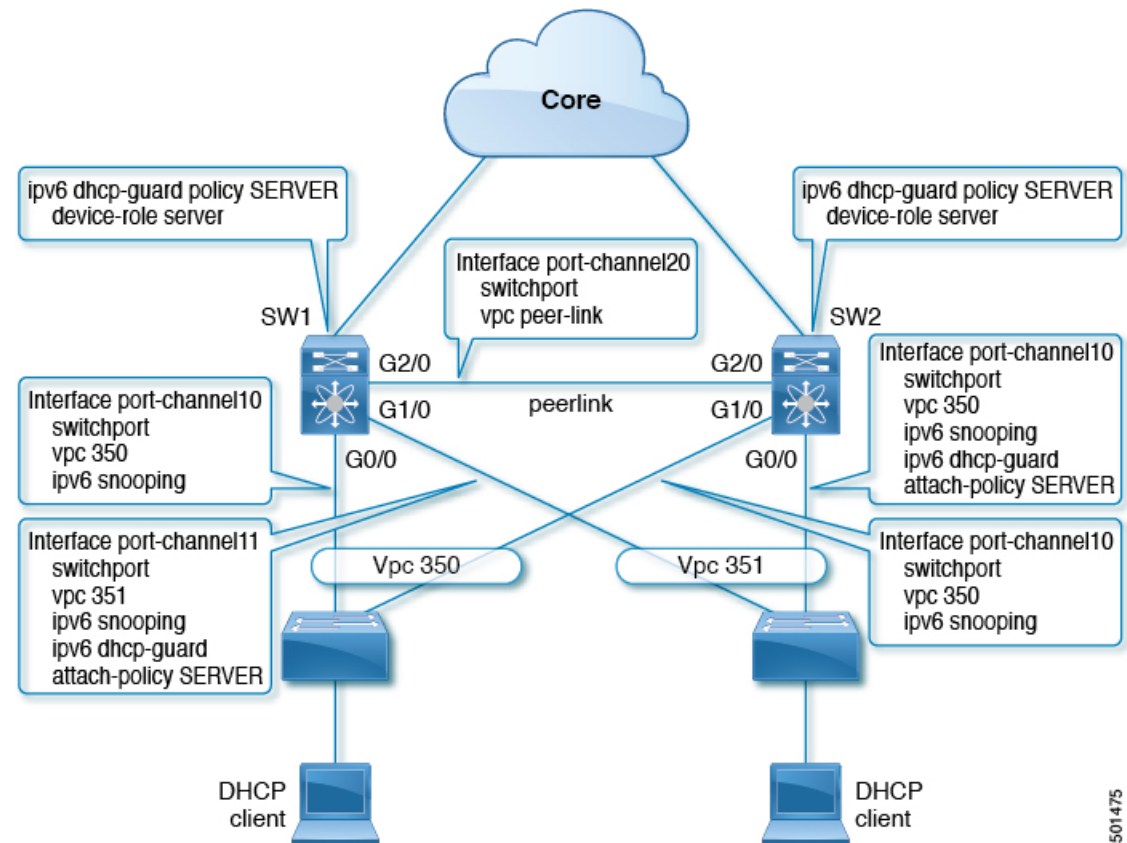 Core
ipv6 dhcp-guard policy SERVER
device-role server
ipv6 dhcp-guard policy SERVER
device-role server
Interface port-channel20
switchport
vpc peer-link
SW1
SW2
G2/0
G2/0
peerlink
G1/0
G1/0
G0/0
G0/0
Interface port-channel10
switchport
vpc 350
ipv6 snooping
Interface port-channel10
switchport
vpc 350
ipv6 snooping
ipv6 dhcp-guard
attach-policy SERVER
Interface port-channel11
switchport
vpc 351
ipv6 snooping
ipv6 dhcp-guard
attach-policy SERVER
Vpc 350
Vpc 351
Interface port-channel10
switchport
vpc 350
ipv6 snooping
DHCP
client
DHCP
client
501475